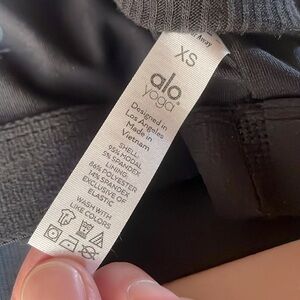 Away
XS
alo
yoga®
Designed in
Los Angeles
Made in
Vietnam
SHELL:
95% MODAL
5% SPANDEX
LINING:
86% POLYESTER
14% SPANDEX
EXCLUSIVE OF
ELASTIC
WASH WITH
LIKE COLORS